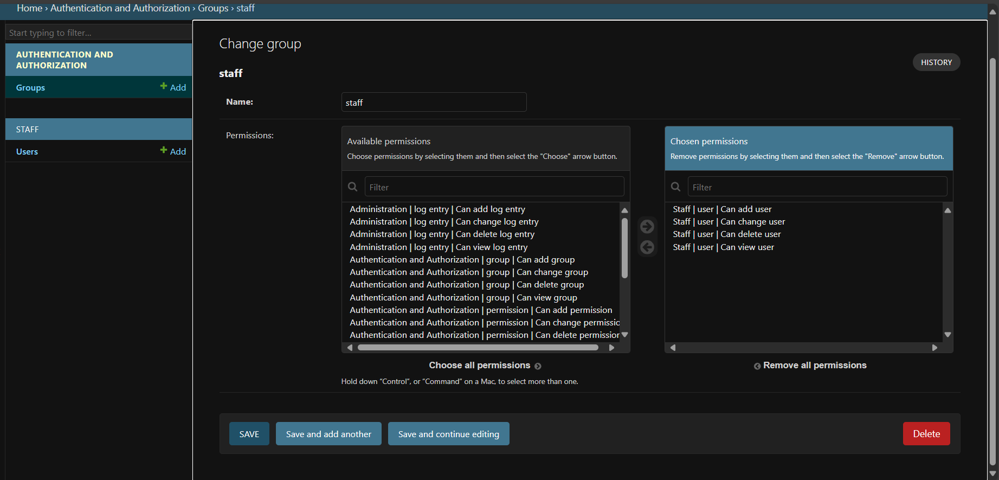 Home › Authentication and Authorization › Groups › staff
Start typing to filter...
AUTHENTICATION AND
AUTHORIZATION
Groups
Add
STAFF
Users
Add
Change group
HISTORY
staff
Name:
staff
Permissions:
Available permissions
Choose permissions by selecting them and then select the "Choose" arrow button.
Filter
Administration | log entry | Can add log entry
Administration | log entry | Can change log entry
Administration | log entry | Can delete log entry
Administration | log entry | Can view log entry
Authentication and Authorization | group | Can add group
Authentication and Authorization | group | Can change group
Authentication and Authorization | group | Can delete group
Authentication and Authorization | group | Can view group
Authentication and Authorization | permission | Can add permission
Authentication and Authorization | permission | Can change permissic
Authentication and Authorization | permission | Can delete permission
Choose all permissions
Hold down “Control”, or “Command” on a Mac, to select more than one.
Chosen permissions
Remove permissions by selecting them and then select the "Remove" arrow button.
Filter
Staff | user | Can add user
Staff | user | Can change user
Staff | user | Can delete user
Staff | user | Can view user
Remove all permissions
SAVE
Save and add another
Save and continue editing
Delete